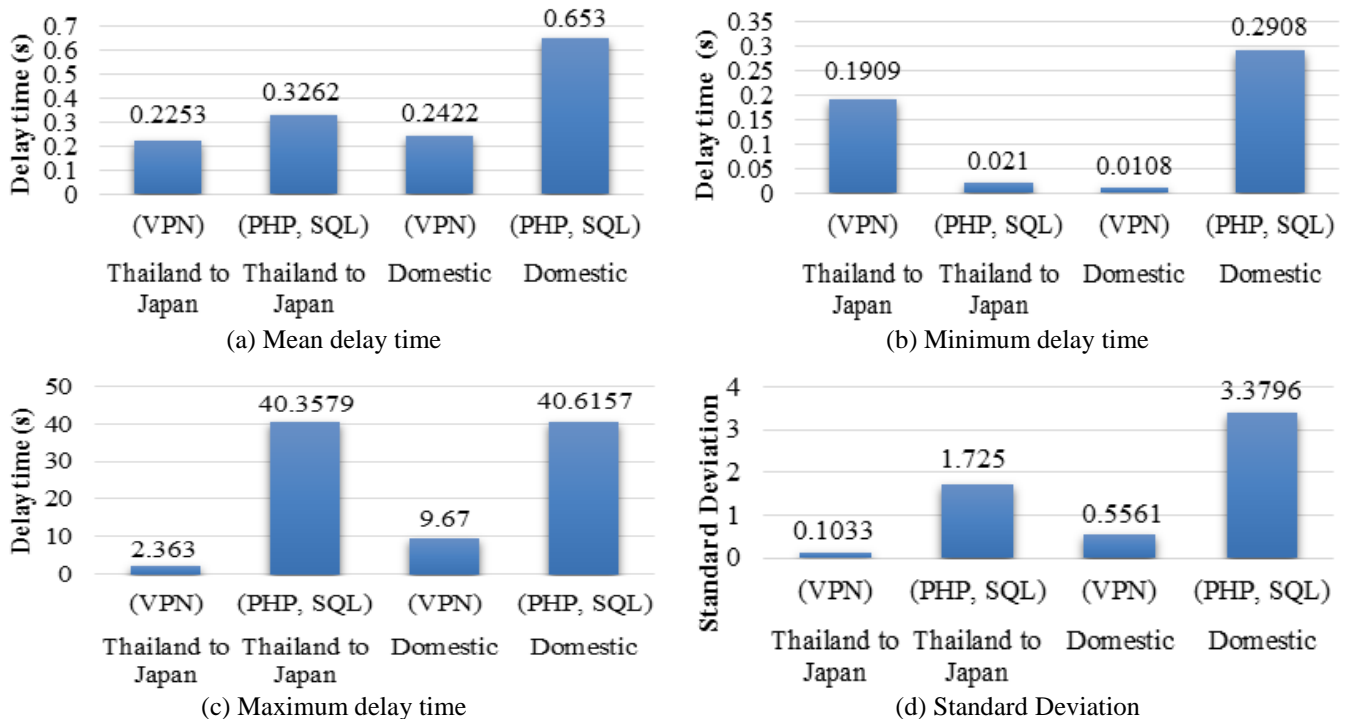 Delay time (s)
0.7
0.6
0.5
0.4
0.3
0.2
0.1
0
0.2253
0.3262
0.2422
0.653
(VPN) (PHP, SQL) (VPN) (PHP, SQL)
Thailand to Thailand to Domestic Domestic
Japan Japan
(a) Mean delay time
Delay time (s)
0.35
0.3
0.25
0.2
0.15
0.1
0.05
0
0.1909
0.021
0.0108
0.2908
(VPN) (PHP, SQL) (VPN) (PHP, SQL)
Thailand to Thailand to Domestic Domestic
Japan Japan
(b) Minimum delay time
Delay time (s)
50
40
30
20
10
0
2.363
40.3579
9.67
40.6157
(VPN) (PHP, SQL) (VPN) (PHP, SQL)
Thailand to Thailand to Domestic Domestic
Japan Japan
(c) Maximum delay time
Standard Deviation
4
3
2
1
0
0.1033
1.725
0.5561
3.3796
(VPN) (PHP, SQL) (VPN) (PHP, SQL)
Thailand to Thailand to Domestic Domestic
Japan Japan
(d) Standard Deviation